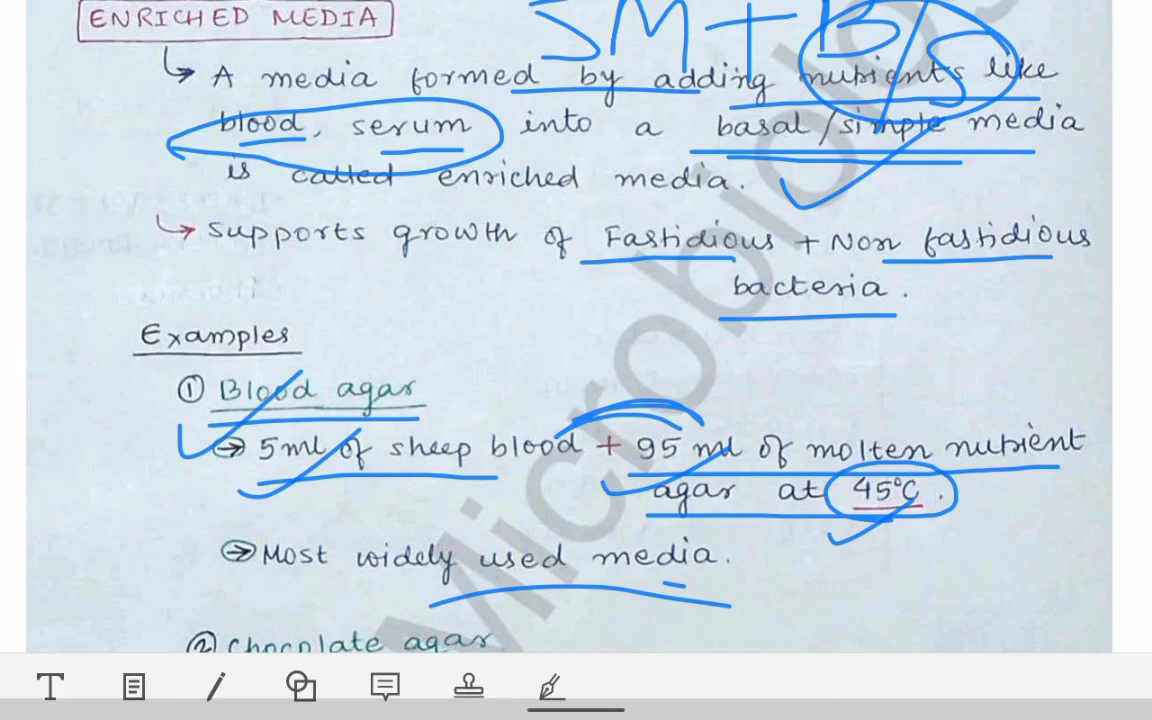 ENRICHED MEDIA
SM + B/S
↳ A media formed by adding nutrients like
blood, serum into a basal/simple media
is called enriched media.
↳ Supports growth of Fastidious + Non fastidious
bacteria.
Examples
① Blood agar
→ 5ml of sheep blood + 95 ml of molten nutrient
agar at 45°C.
→ Most widely used media.
② Chocolate agar
T